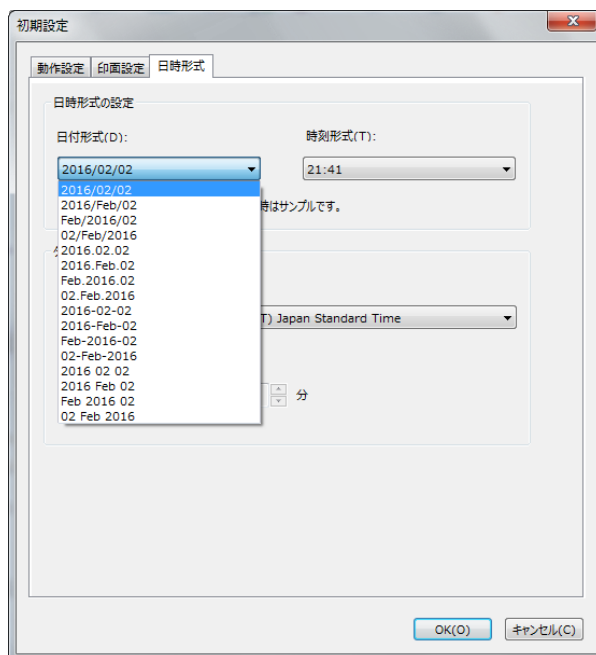 初期設定
動作設定 印面設定 日時形式
日時形式の設定
日付形式(D):
時刻形式(T):
2016/02/02
21:41
2016/02/02
2016/Feb/02
Feb/2016/02
02/Feb/2016
2016.02.02
2016.Feb.02
Feb.2016.02
02.Feb.2016
2016-02-02
2016-Feb-02
Feb-2016-02
02-Feb-2016
2016 02 02
2016 Feb 02
Feb 2016 02
02 Feb 2016
時はサンプルです。
T) Japan Standard Time
分
OK(O)
キャンセル(C)